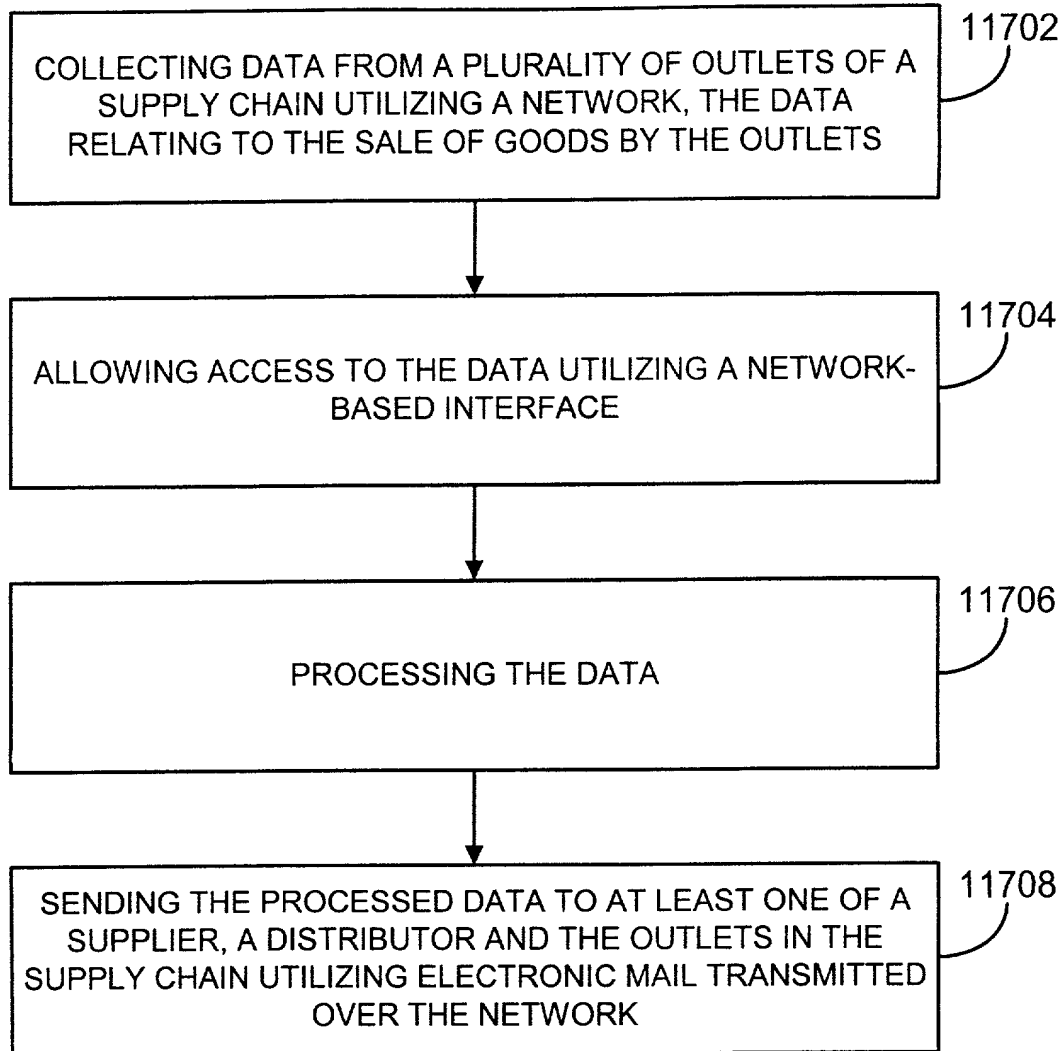 11702
COLLECTING DATA FROM A PLURALITY OF OUTLETS OF A
SUPPLY CHAIN UTILIZING A NETWORK, THE DATA
RELATING TO THE SALE OF GOODS BY THE OUTLETS
11704
ALLOWING ACCESS TO THE DATA UTILIZING A NETWORK-
BASED INTERFACE
11706
PROCESSING THE DATA
11708
SENDING THE PROCESSED DATA TO AT LEAST ONE OF A
SUPPLIER, A DISTRIBUTOR AND THE OUTLETS IN THE
SUPPLY CHAIN UTILIZING ELECTRONIC MAIL TRANSMITTED
OVER THE NETWORK